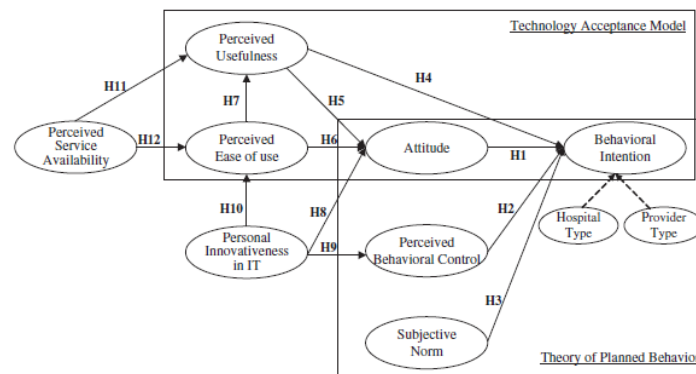 Technology Acceptance Model
Perceived
Usefulness
H11
H4
H7
H5
Perceived
Service
Availability
H12
Perceived
Ease of use
H6
Attitude
H1
Behavioral
Intention
H10
H8
H2
Hospital
Type
Provider
Type
Personal
Innovativeness
in IT
H9
Perceived
Behavioral Control
H3
Subjective
Norm
Theory of Planned Behavior